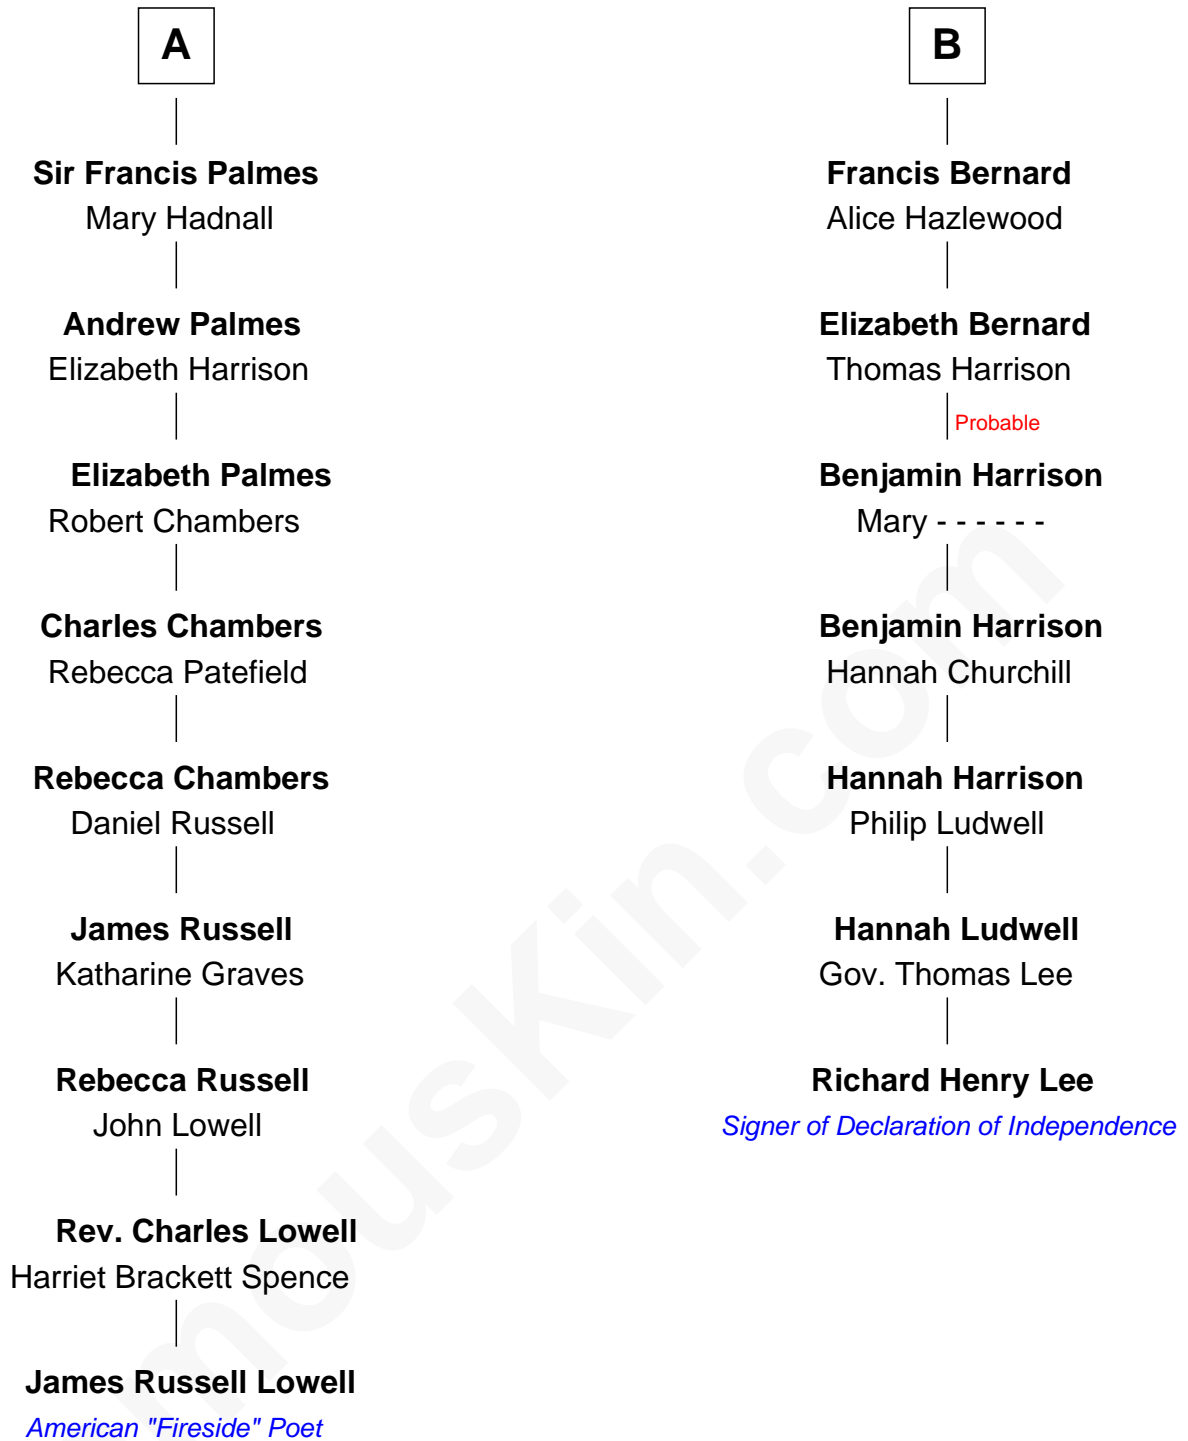 A
Sir Francis Palmes
Mary Hadnall
Andrew Palmes
Elizabeth Harrison
Elizabeth Palmes
Robert Chambers
Charles Chambers
Rebecca Patefield
Rebecca Chambers
Daniel Russell
James Russell
Katharine Graves
Rebecca Russell
John Lowell
Rev. Charles Lowell
Harriet Brackett Spence
James Russell Lowell
American "Fireside" Poet
B
Francis Bernard
Alice Hazlewood
Elizabeth Bernard
Thomas Harrison
Probable
Benjamin Harrison
Mary - - - - - -
Benjamin Harrison
Hannah Churchill
Hannah Harrison
Philip Ludwell
Hannah Ludwell
Gov. Thomas Lee
Richard Henry Lee
Signer of Declaration of Independence
mousKin.com